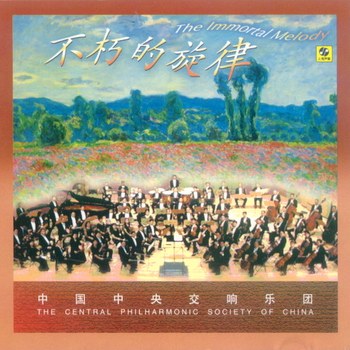 The Immortal Melody
不朽的旋律
中国中央交响乐团
THE CENTRAL PHILHARMONIC SOCIETY OF CHINA